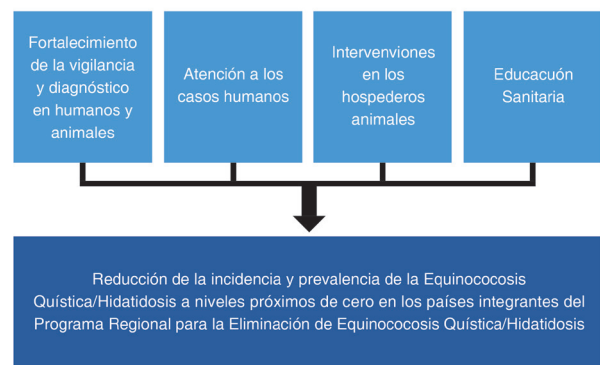 Fortalecimiento
de la vigilancia
y diagnóstico
en humanos y
animales
Atención a los
casos humanos
Intervenviones
en los
hospederos
animales
Educacuón
Sanitaria
Reducción de la incidencia y prevalencia de la Equinococosis
Quística/Hidatidosis a niveles próximos de cero en los países integrantes del
Programa Regional para la Eliminación de Equinococosis Quística/Hidatidosis